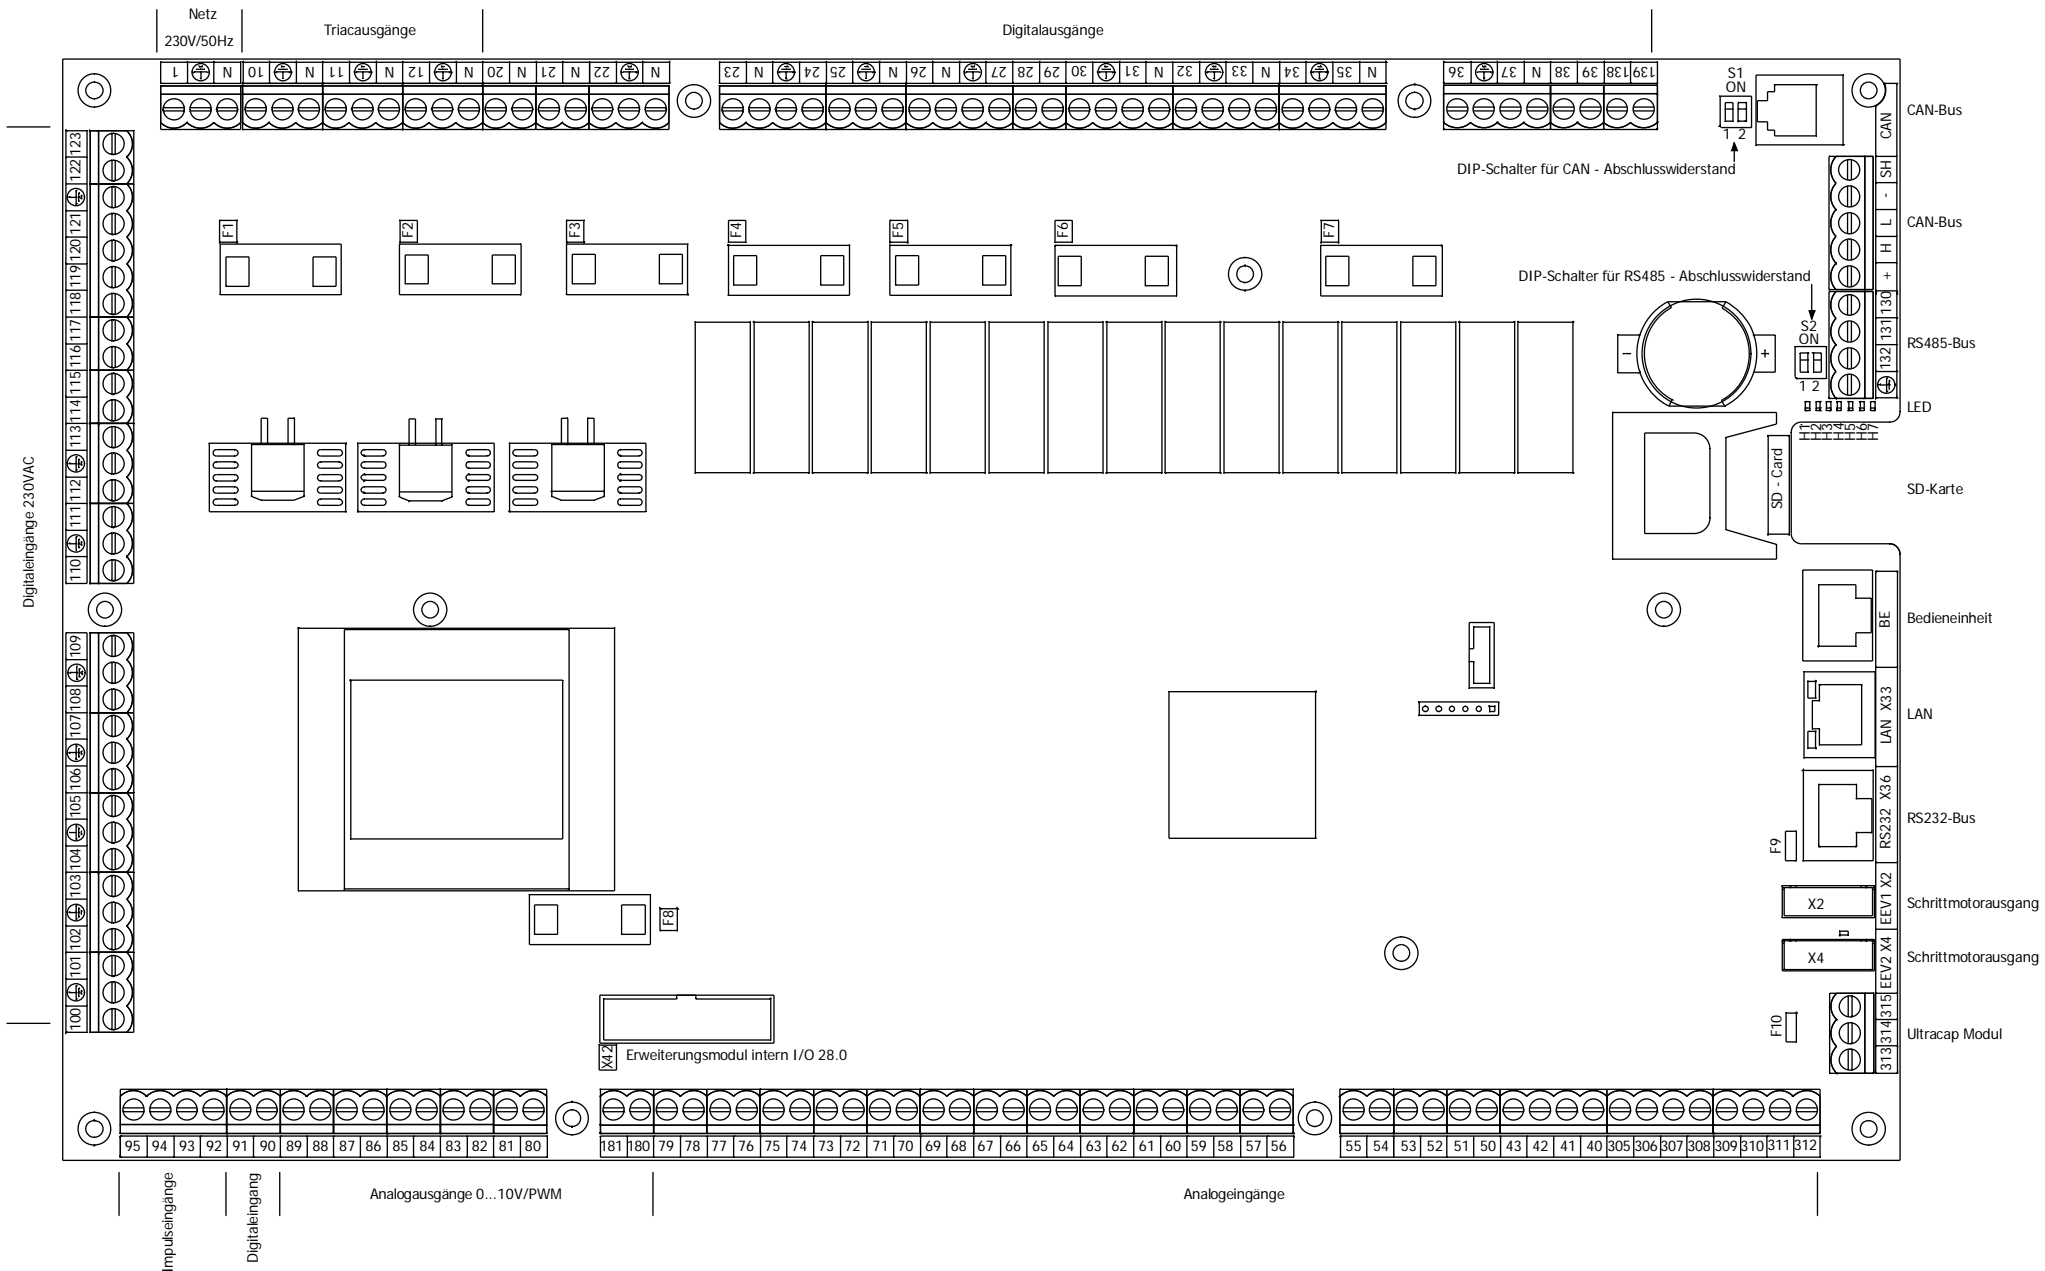 Netz
230V/50Hz
Triacausgänge
Digitalausgänge
1 N 10 N 11 N 12 N 20 N 21 N 22 N
23 N 24 25 N 26 N 27 28 29 30 31 N 32 33 N 34 35 N
36 37 N 38 39 138 139
S1
ON
1 2
DIP-Schalter für CAN - Abschlusswiderstand
CAN
CAN-Bus
SH
-
L
H
+
CAN-Bus
DIP-Schalter für RS485 - Abschlusswiderstand
S2
ON
1 2
130
131
132
RS485-Bus
- +
H1
H2
H3
H4
H5
H6
H7
LED
SD - Card
SD-Karte
BE
Bedieneinheit
LAN X33
LAN
RS232 X36
RS232-Bus
F9
EEV1 X2
X2
Schrittmotorausgang
EEV2 X4
X4
Schrittmotorausgang
F10
315
314
313
Ultracap Modul
F1
F2
F3
F4
F5
F6
F7
F8
Digitaleingänge 230VAC
123
122
121
120
119
118
117
116
115
114
113
112
111
110
109
108
107
106
105
104
103
102
101
100
X42
Erweiterungsmodul intern I/O 28.0
95 94 93 92 91 90 89 88 87 86 85 84 83 82 81 80
181 180 79 78 77 76 75 74 73 72 71 70 69 68 67 66 65 64 63 62 61 60 59 58 57 56
55 54 53 52 51 50 43 42 41 40 305 306 307 308 309 310 311 312
Impulseingänge
Digitaleingang
Analogausgänge 0...10V/PWM
Analogeingänge